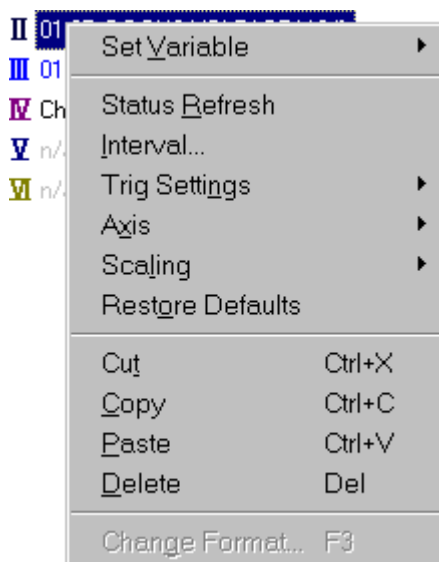 II 01
Set Variable
III 01
IV Ch
Status Refresh
V n/
Interval...
VI n/
Trig Settings
Axis
Scaling
Restore Defaults
Cut Ctrl+X
Copy Ctrl+C
Paste Ctrl+V
Delete Del
Change Format... F3